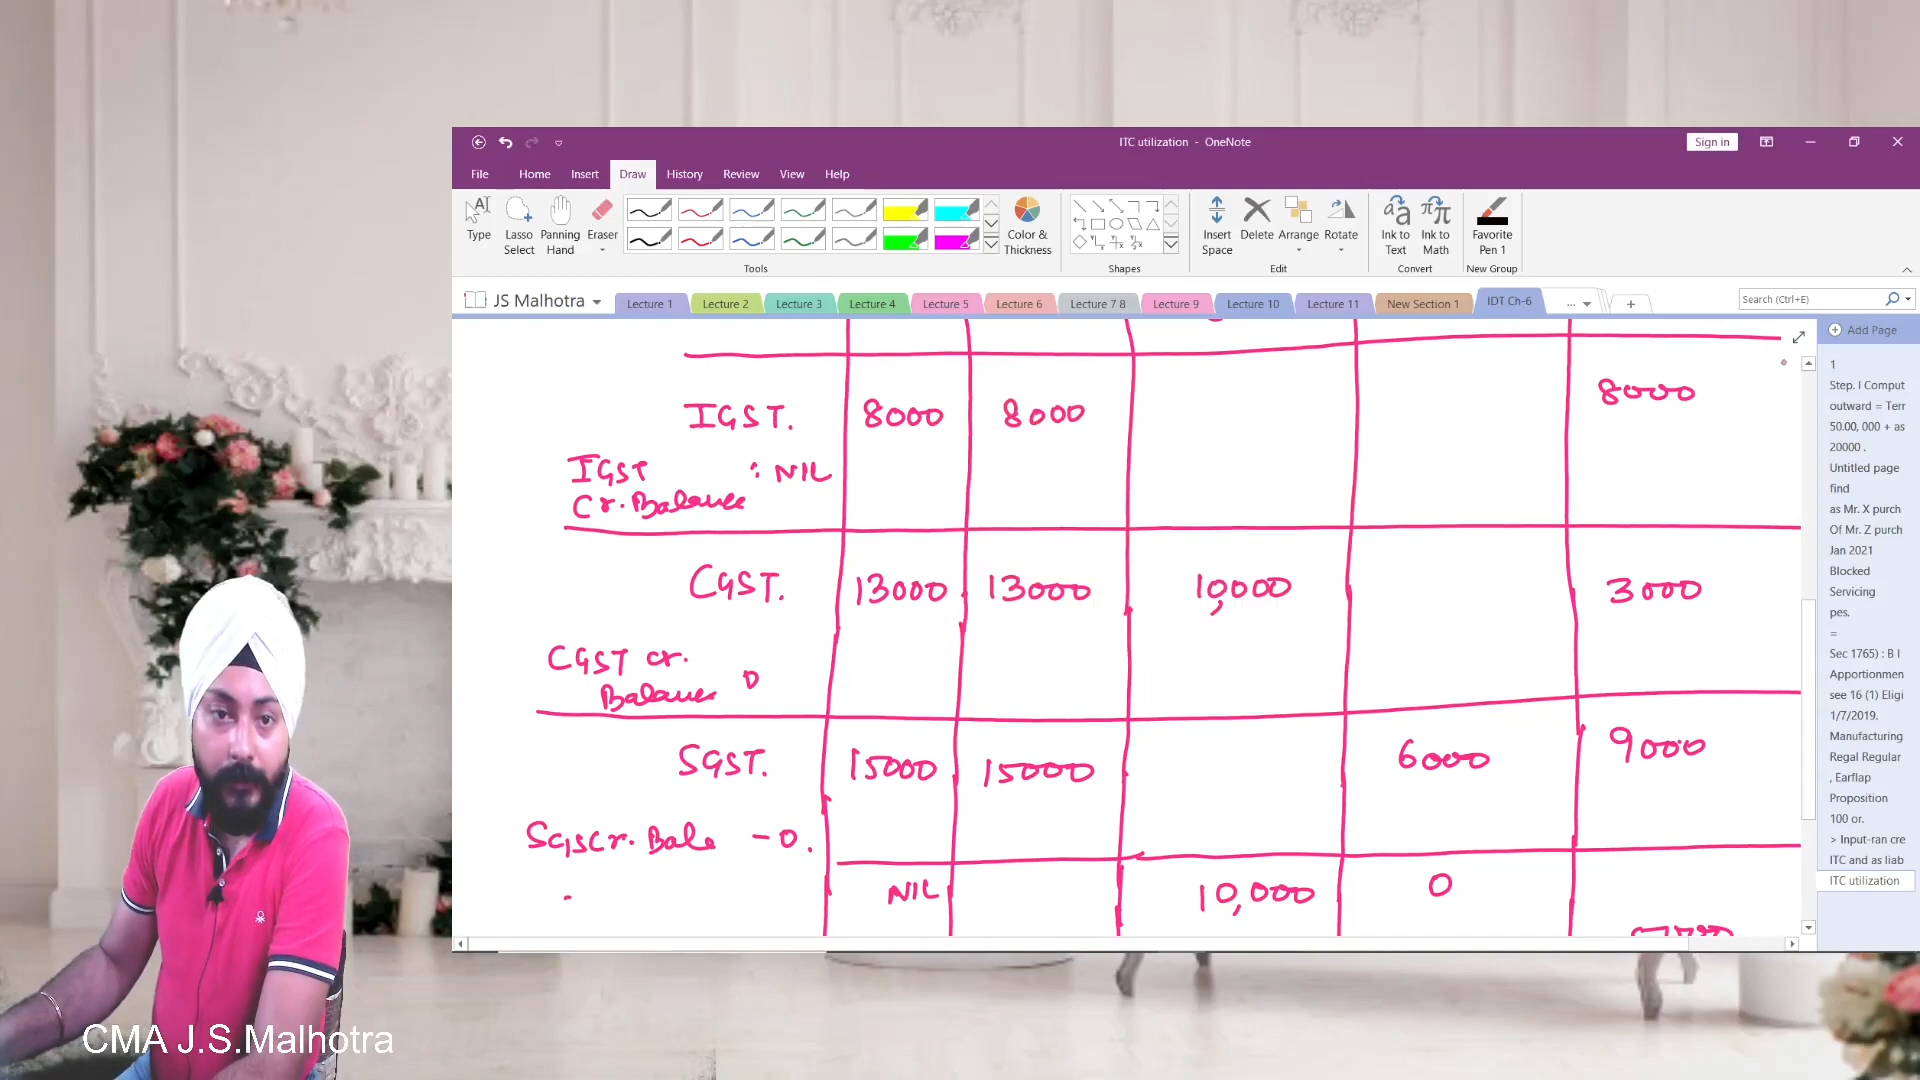 ITC utilization - OneNote
Sign in
File Home Insert Draw History Review View Help
Type
Lasso Select
Panning Hand
Eraser
Color & Thickness
Insert Space
Delete
Arrange
Rotate
Ink to Text
Ink to Math
Favorite Pen 1
Tools
Shapes
Edit
Convert
New Group
JS Malhotra
Lecture 1 Lecture 2 Lecture 3 Lecture 4 Lecture 5 Lecture 6 Lecture 7 8 Lecture 9 Lecture 10 Lecture 11 New Section 1 IDT Ch-6 ...
Search (Ctrl+E)
Add Page
1
Step. I Comput
outward = Terr
50.00, 000 + as
20000 .
Untitled page
find
as Mr. X purch
Of Mr. Z purch
Jan 2021
Blocked
Servicing
pes.
=
Sec 1765) : B I
Apportionmen
see 16 (1) Eligi
1/7/2019.
Manufacturing
Regal Regular
, Earflap
Proposition
100 or.
> Input-ran cre
ITC and as liab
ITC utilization
IGST. 8000 8000 8000
IGST : NIL
Cr. Balance
CGST. 13000 13000 10,000 3000
CGST cr.
Balance 0
SGST. 15000 15000 6000 9000
SGSCr. Bale - 0.
NIL 10,000 0
CMA J.S.Malhotra